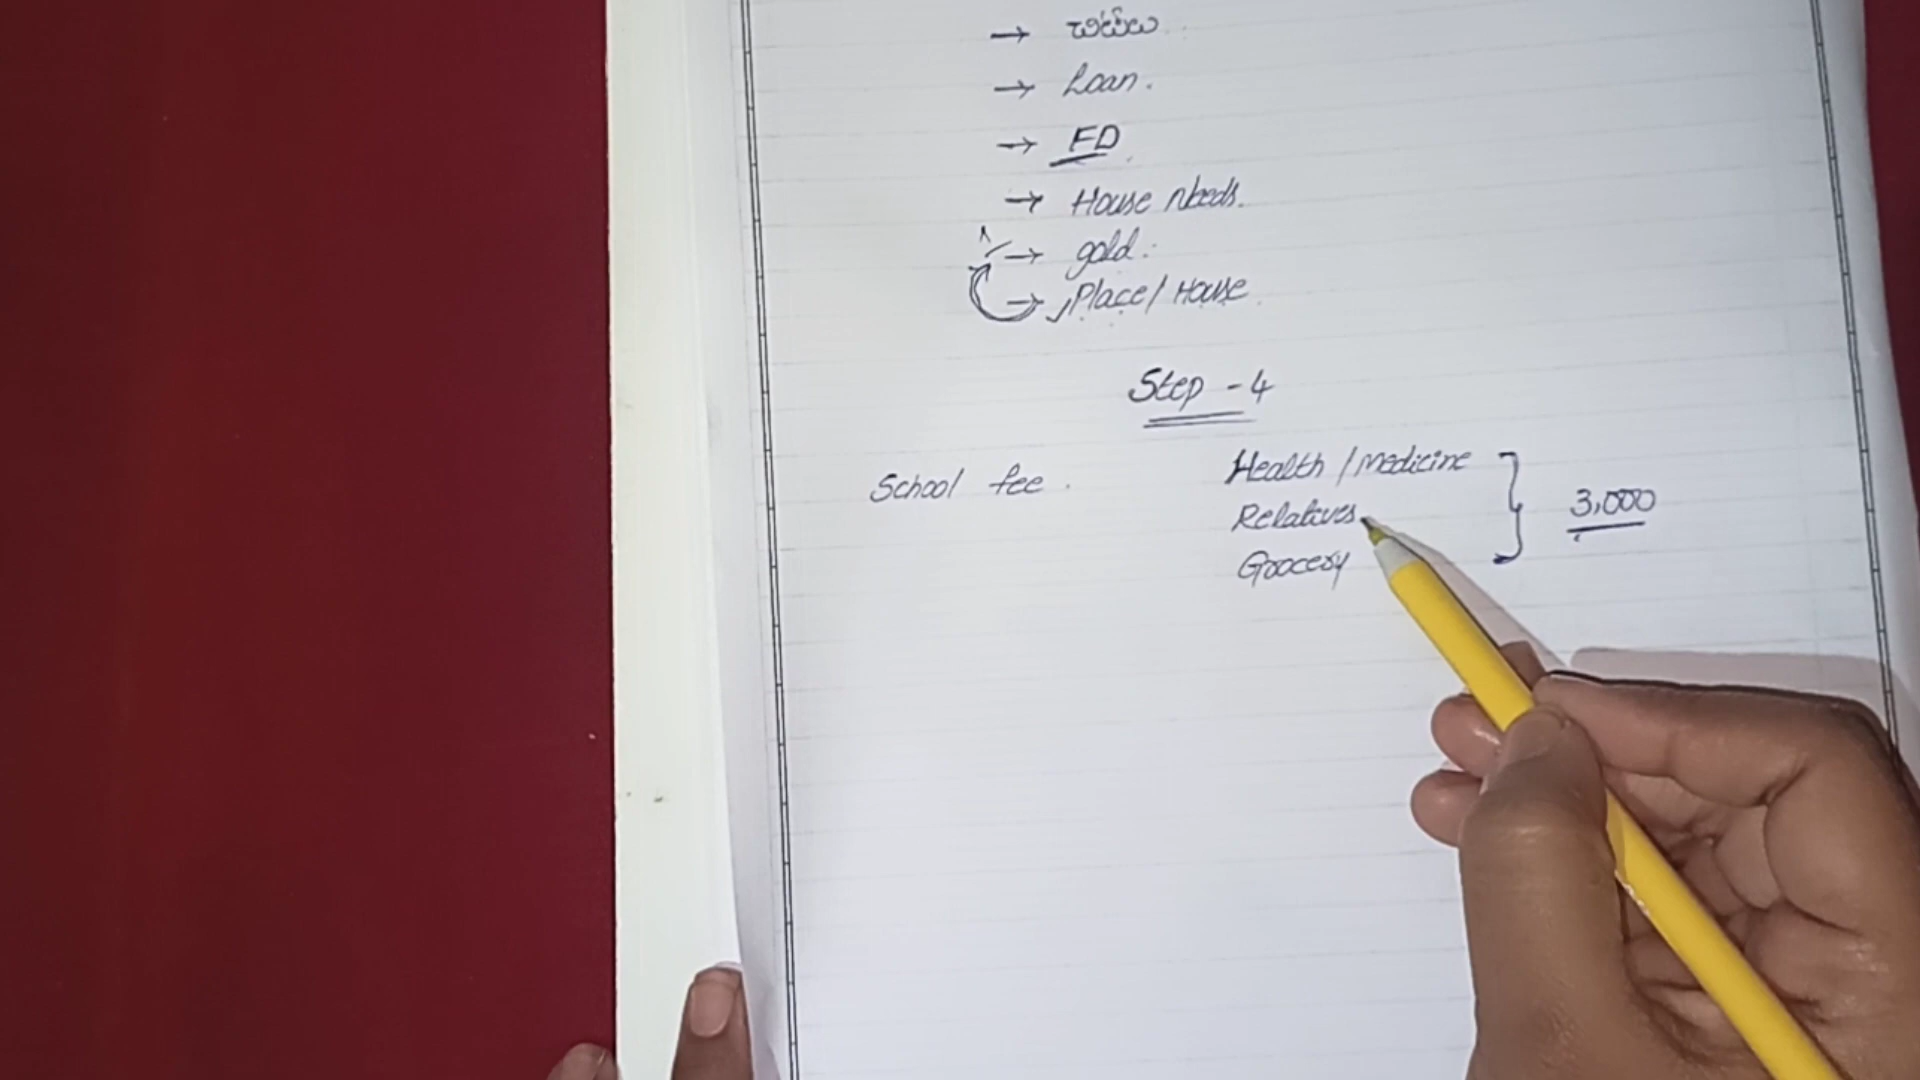 →
→ Loan.
→ FD
→ House needs.
→ gold.
→ Place / House
Step - 4
School fee.
Health / Medicine
Relatives
Grocery
3,000